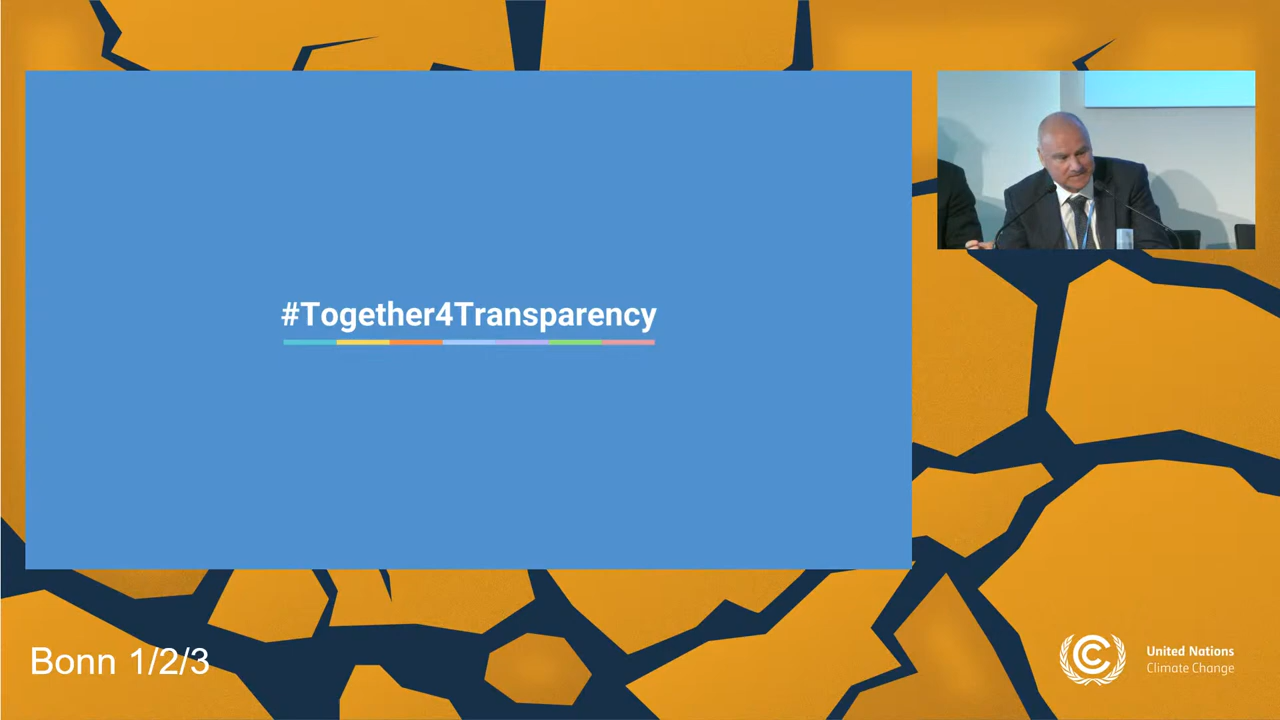 #Together4Transparency
Bonn 1/2/3
United Nations
Climate Change